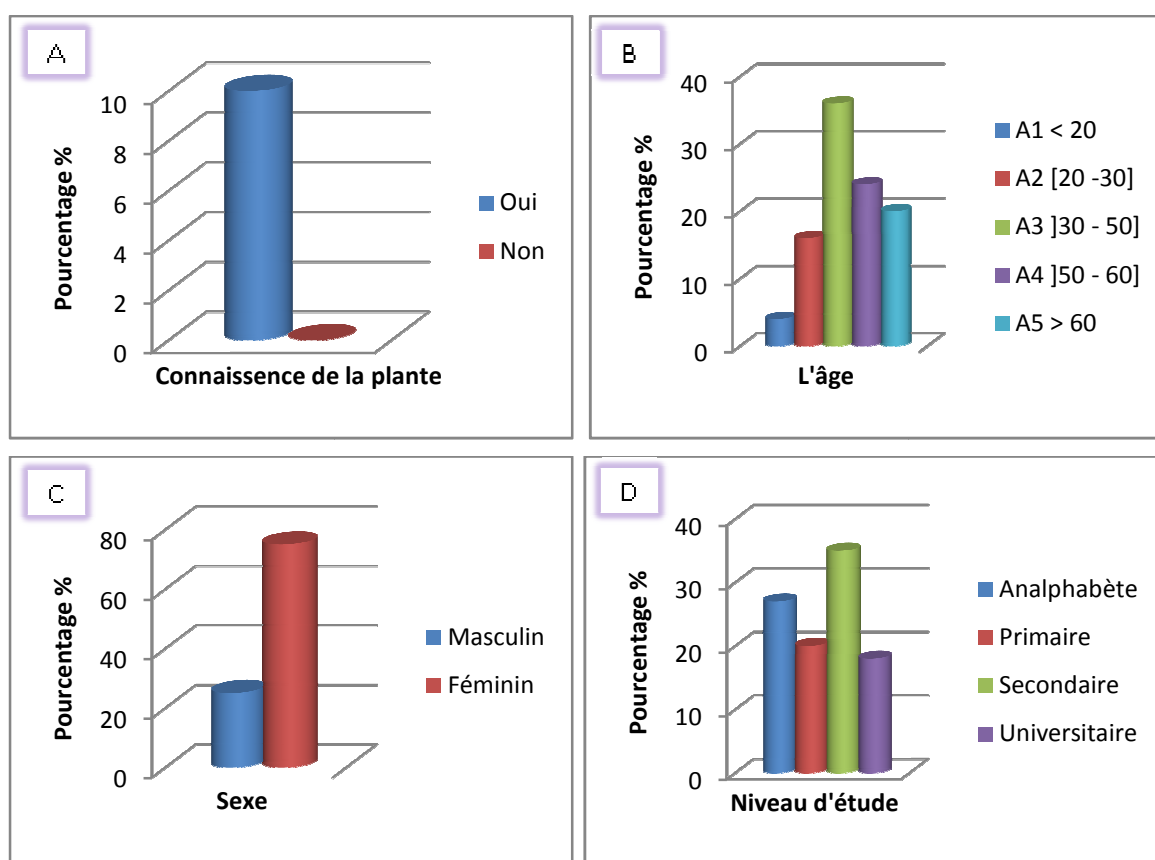 A
Pourcentage %
10
8
6
4
2
0
Oui
Non
Connaissence de la plante
B
Pourcentage %
40
30
20
10
0
A1 < 20
A2 [20 -30]
A3 ]30 - 50]
A4 ]50 - 60]
A5 > 60
L'âge
C
Pourcentage %
80
60
40
20
0
Masculin
Féminin
Sexe
D
Pourcentage %
40
30
20
10
0
Analphabète
Primaire
Secondaire
Universitaire
Niveau d'étude